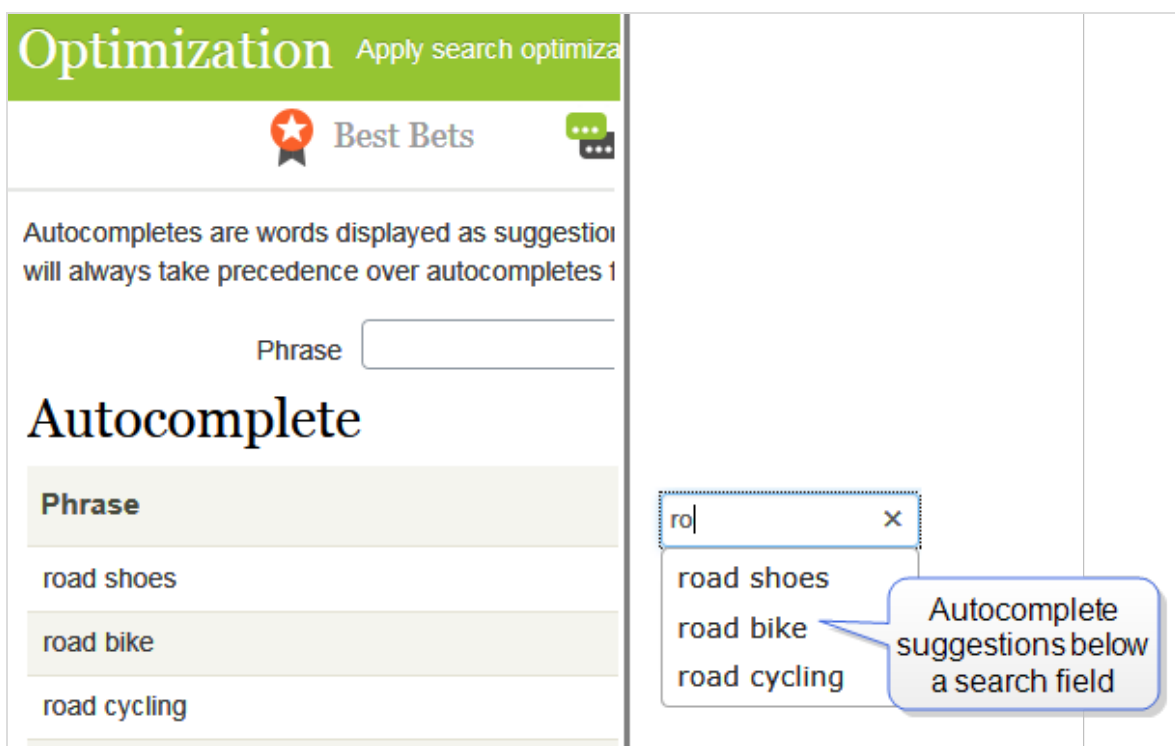 Optimization Apply search optimiza
Best Bets
Autocompletes are words displayed as suggestion
will always take precedence over autocompletes f
Phrase
Autocomplete
Phrase
road shoes
road bike
road cycling
ro
road shoes
road bike
road cycling
Autocomplete
suggestions below
a search field